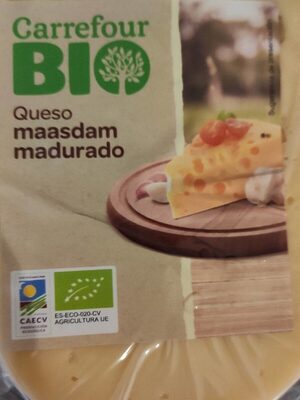 Carrefour
BIO
Queso
maasdam
madurado
CAECV
ES-ECO-020-CV
AGRICULTURA UE